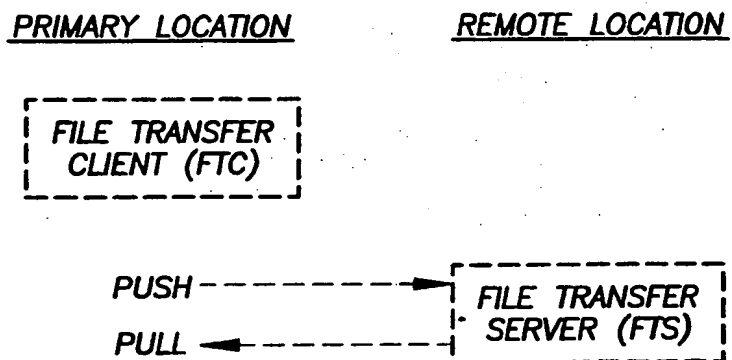 PRIMARY LOCATION
REMOTE LOCATION
FILE TRANSFER
CLIENT (FTC)
PUSH
FILE TRANSFER
SERVER (FTS)
PULL